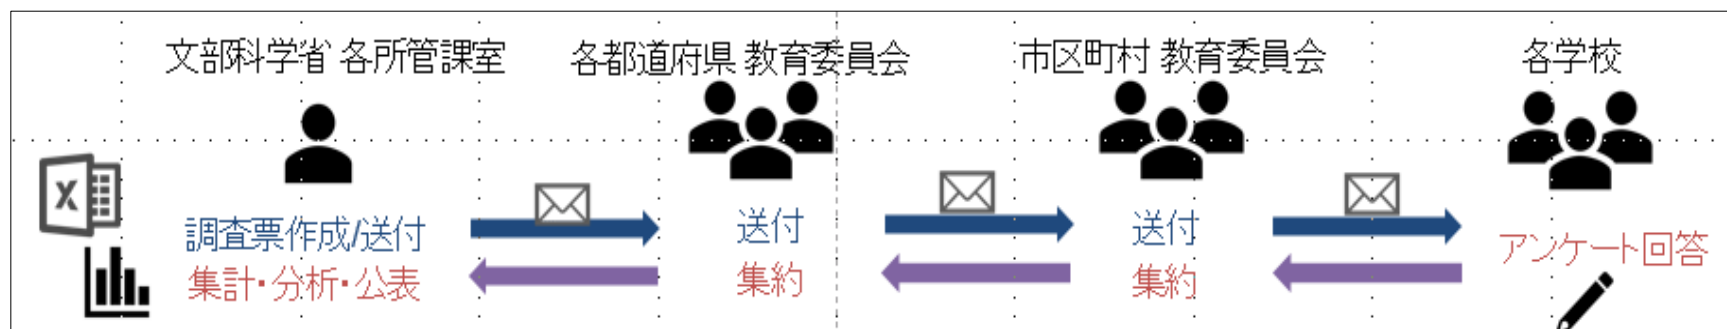 文部科学省 各所管課室
各都道府県 教育委員会
市区町村 教育委員会
各学校
X
調査票作成/送付
送付
送付
アンケート回答
集計・分析・公表
集約
集約